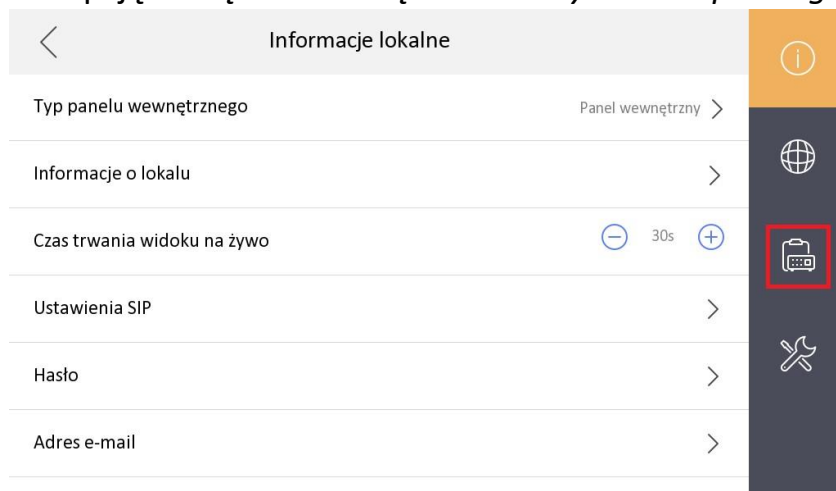 Informacje lokalne
Typ panelu wewnętrznego
Panel wewnętrzny
Informacje o lokalu
Czas trwania widoku na żywo
30s
Ustawienia SIP
Hasło
Adres e-mail